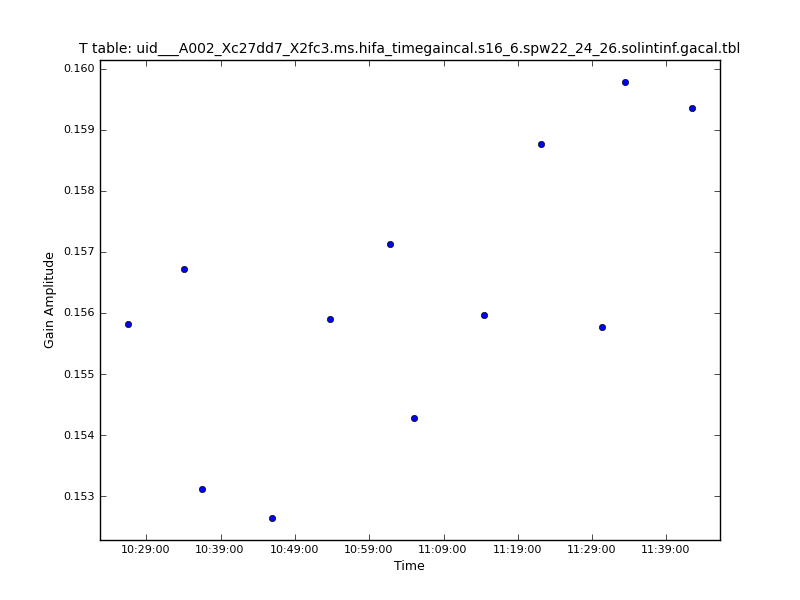 T table: uid___A002_Xc27dd7_X2fc3.ms.hifa_timegaincal.s16_6.spw22_24_26.solintinf.gacal.tbl
0.160
0.159
0.158
0.157
0.156
0.155
0.154
0.153
Gain Amplitude
10:29:00 10:39:00 10:49:00 10:59:00 11:09:00 11:19:00 11:29:00 11:39:00
Time